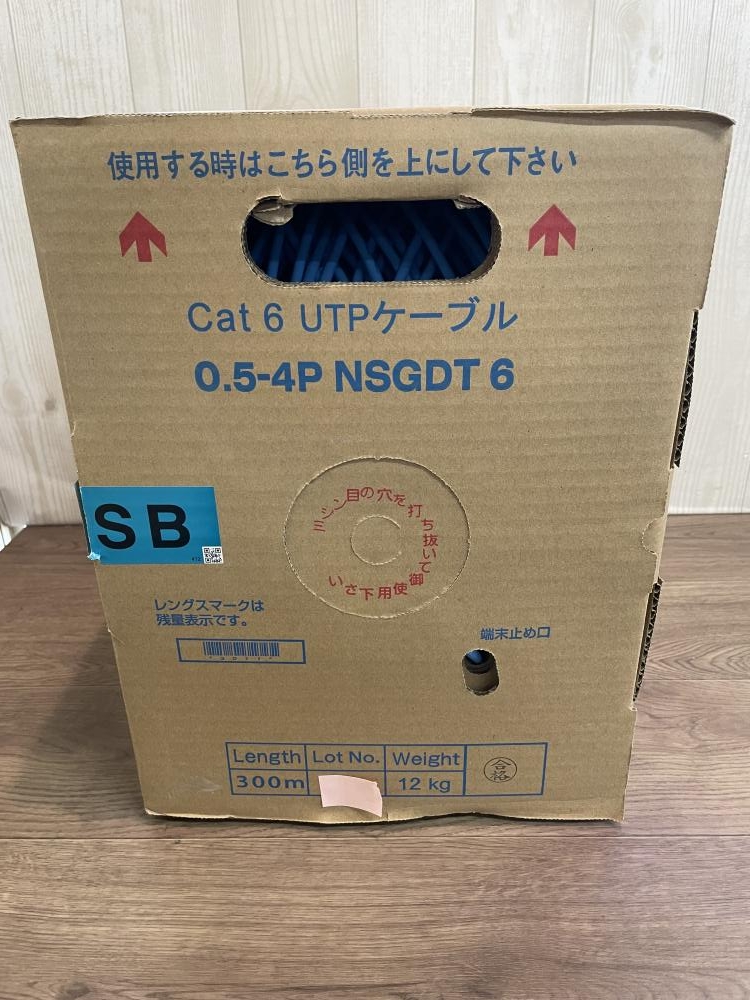 使用する時はこちら側を上にして下さい
Cat 6 UTPケーブル
0.5-4P NSGDT 6
ミシン目の穴を打ち抜いて御使用下さい
SB
レングスマークは
残量表示です。
端末止め口
Length Lot No. Weight
300m 12 kg
合格